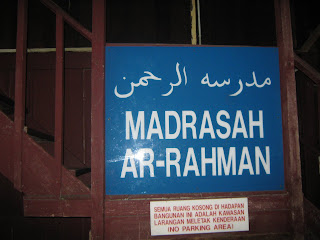 مدرسه الرحمن
MADRASAH
AR-RAHMAN
SEMUA RUANG KOSONG DI HADAPAN
BANGUNAN INI ADALAH KAWASAN
LARANGAN MELETAK KENDERAAN
(NO PARKING AREA)